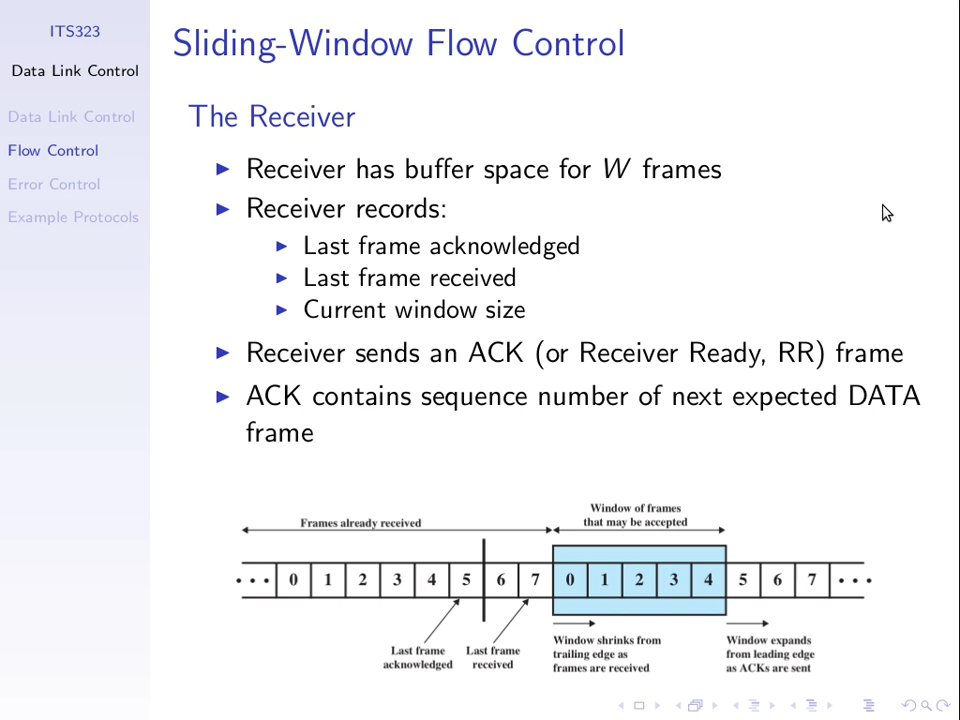 ITS323
Data Link Control
Data Link Control
Flow Control
Error Control
Example Protocols
Sliding-Window Flow Control
The Receiver
Receiver has buffer space for W frames
Receiver records:
Last frame acknowledged
Last frame received
Current window size
Receiver sends an ACK (or Receiver Ready, RR) frame
ACK contains sequence number of next expected DATA
frame
Frames already received
Window of frames
that may be accepted
• • • 0 1 2 3 4 5 6 7 0 1 2 3 4 5 6 7 • • •
Last frame
acknowledged
Last frame
received
Window shrinks from
trailing edge as
frames are received
Window expands
from leading edge
as ACKs are sent